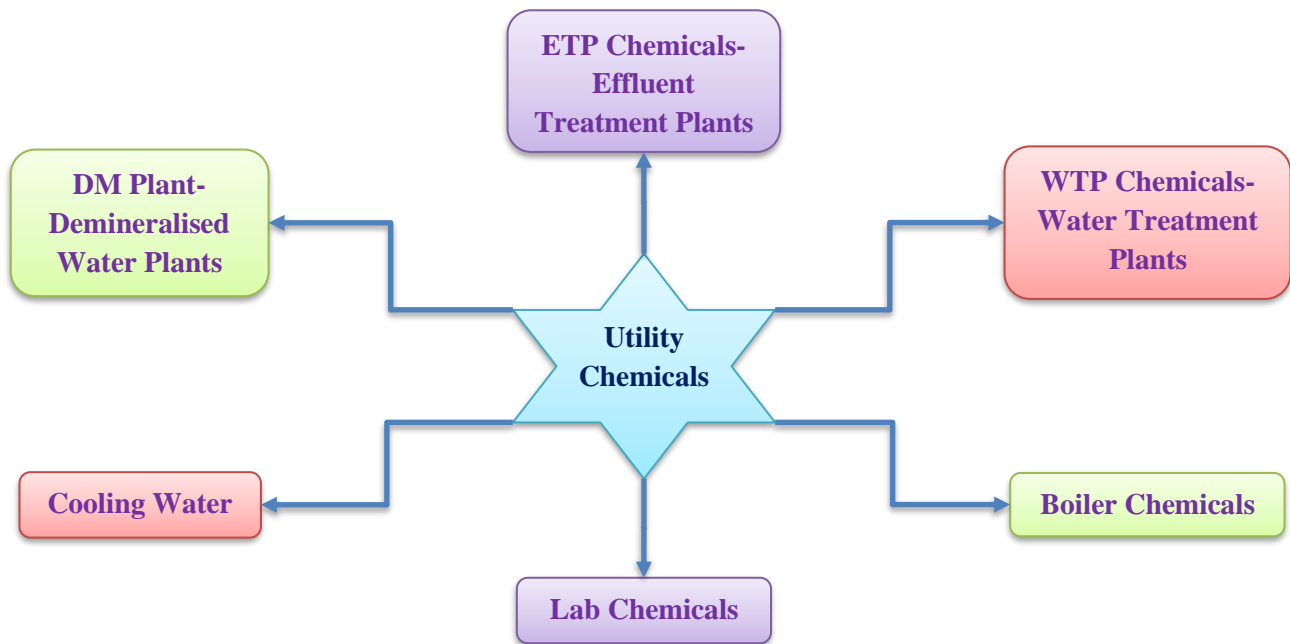 ETP Chemicals-
Effluent
Treatment Plants
DM Plant-
Demineralised
Water Plants
WTP Chemicals-
Water Treatment
Plants
Utility
Chemicals
Cooling Water
Boiler Chemicals
Lab Chemicals